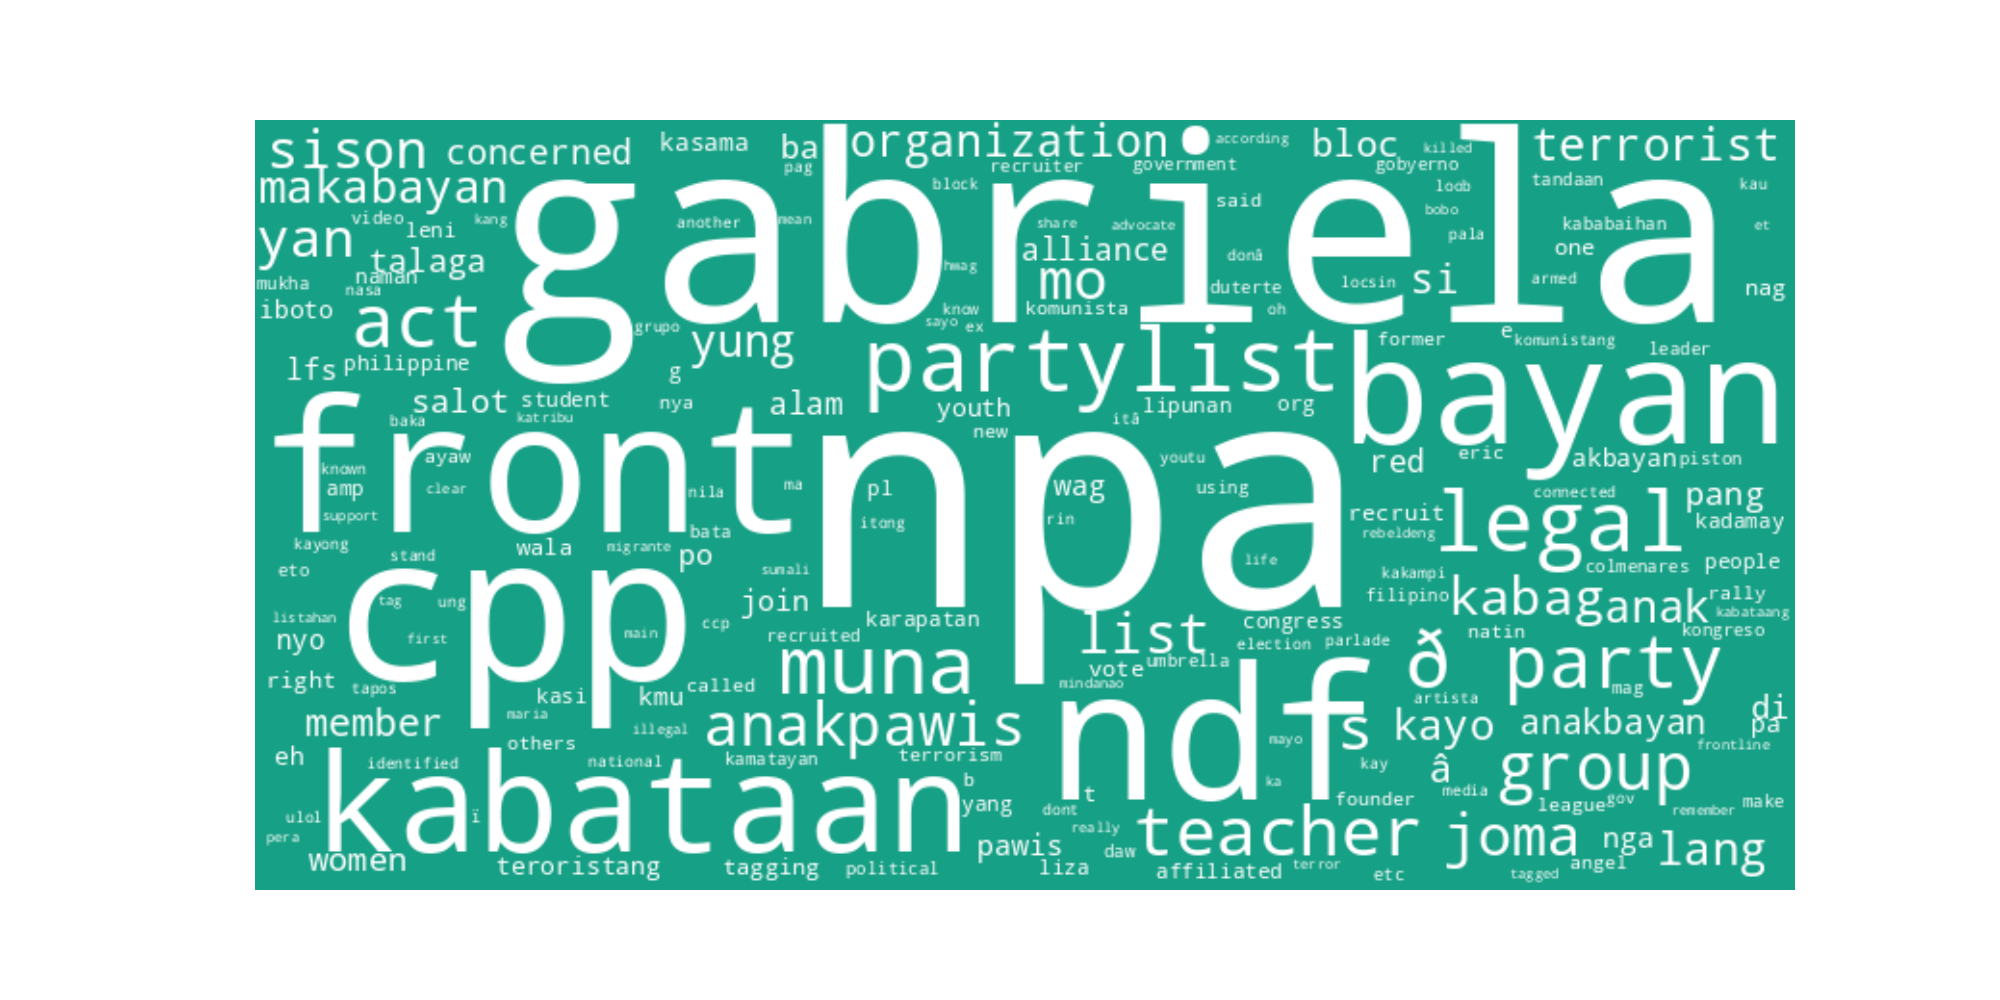 sison
concerned
kasama
ba
organization
according
bloc
killed
terrorist
pag
recruiter
government
gobyerno
makabayan
gabriela
block
loob
tandaan
kau
video
kang
another
mean
share
advocate
said
bobo
kababaihan
et
yan
leni
alliance
pala
one
talaga
naman
hwag
donâ
mukha
nasa
mo
duterte
locsin
si
armed
nag
iboto
act
know
komunista
oh
sayo
ex
grupo
yung
partylist
former
e
komunistang
leader
lfs
philippine
g
bayan
salot
student
nya
alam
youth
itâ
lipunan
org
baka
katribu
new
front
npa
known
ayaw
youtu
red
eric
akbayan
piston
amp
clear
nila
ma
pl
wag
using
connected
pang
support
itong
rin
recruit
legal
kadamay
kayong
stand
wala
migrante
bata
po
rebeldeng
eto
sumali
life
kakampi
colmenares
people
cpp
tag
ung
join
filipino
kabag
anak
rally
kabataang
listahan
nyo
first
main
ccp
recruited
karapatan
list
congress
election
parlade
natin
kongreso
right
tapos
kasi
kmu
called
muna
vote
umbrella
mindanao
ð
party
mag
artista
member
maria
illegal
anakpawis
ndf
s
kayo
anakbayan
di
pa
eh
others
identified
national
kamatayan
terrorism
mayo
kay
â
group
frontline
kabataan
b
yang
dont
t
ka
founder
media
league
gov
remember
make
ulol
ï
pera
really
teacher
joma
nga
lang
women
teroristang
tagging
political
pawis
daw
liza
affiliated
terror
etc
tagged
angel